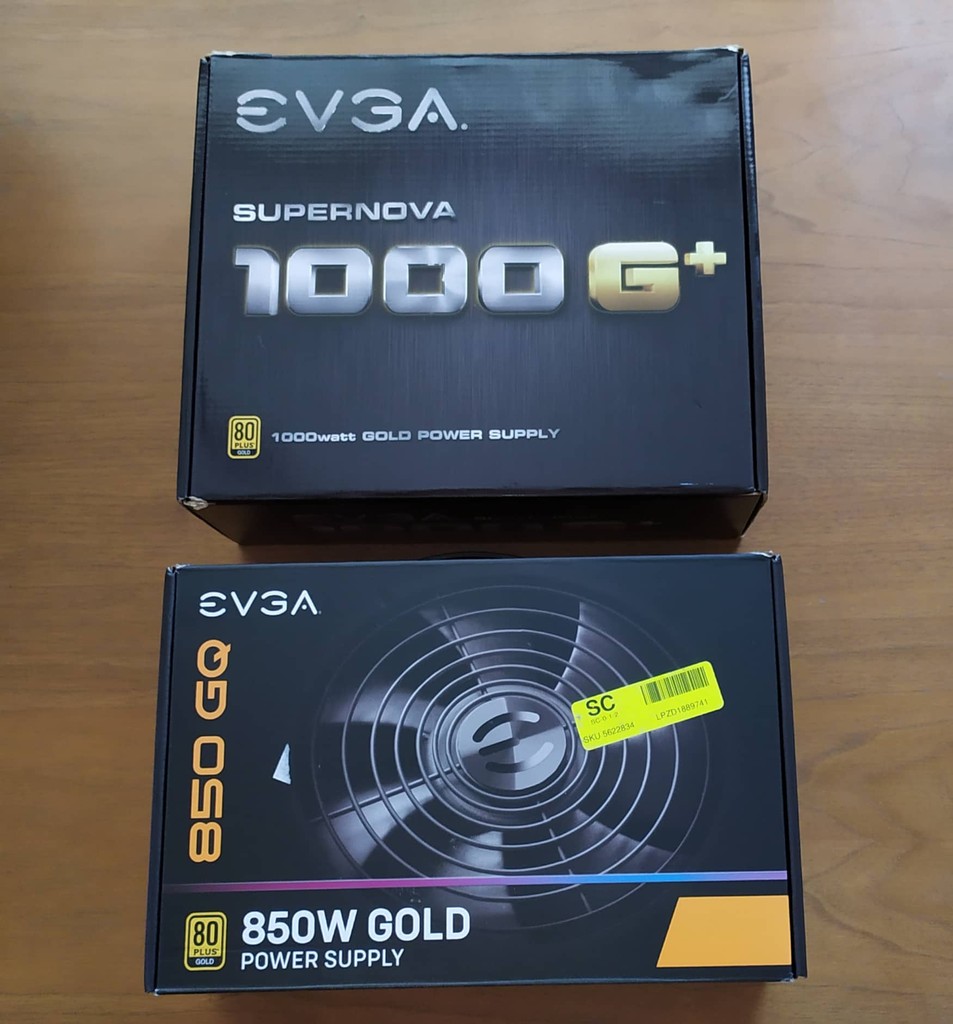 EVGA.
SUPERNOVA
1000 G+
80 PLUS GOLD
1000watt GOLD POWER SUPPLY
EVGA.
850 GQ
SC
SKU 5622834
LPZD1889741
80 PLUS GOLD
850W GOLD
POWER SUPPLY